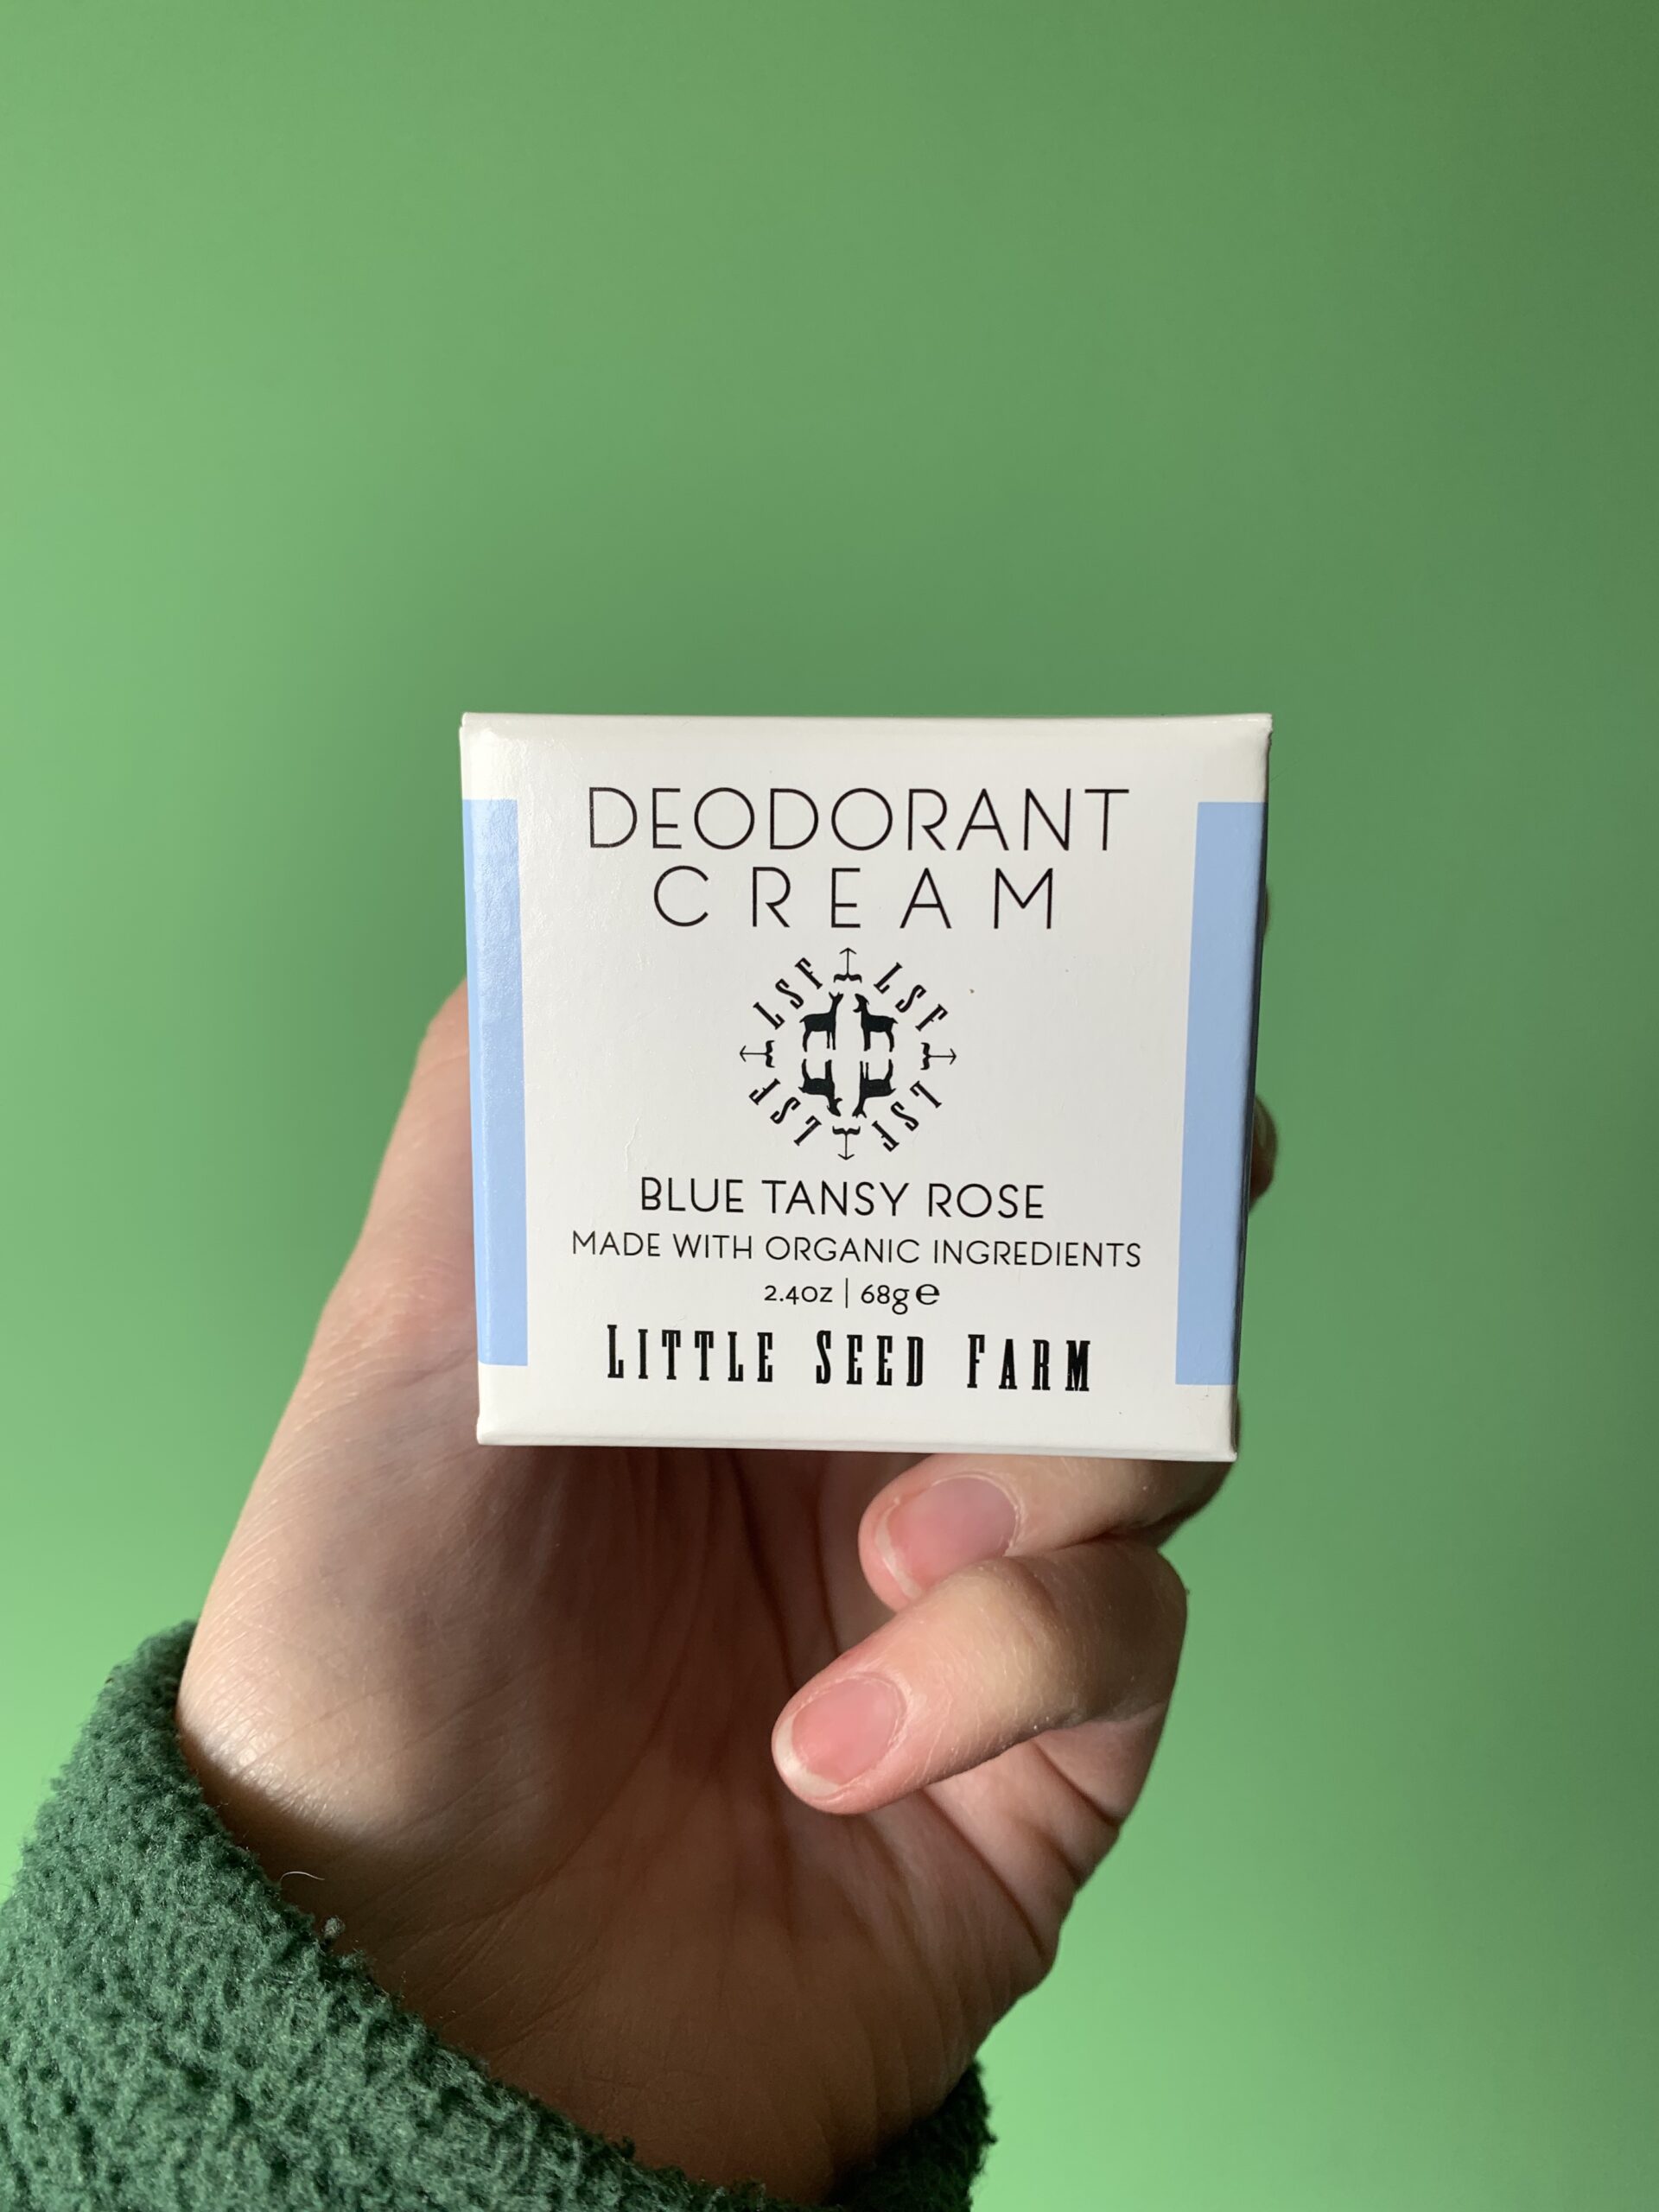 DEODORANT
CREAM
LSF LSF
LSF LSF
BLUE TANSY ROSE
MADE WITH ORGANIC INGREDIENTS
2.4oz | 68g ℮
LITTLE SEED FARM